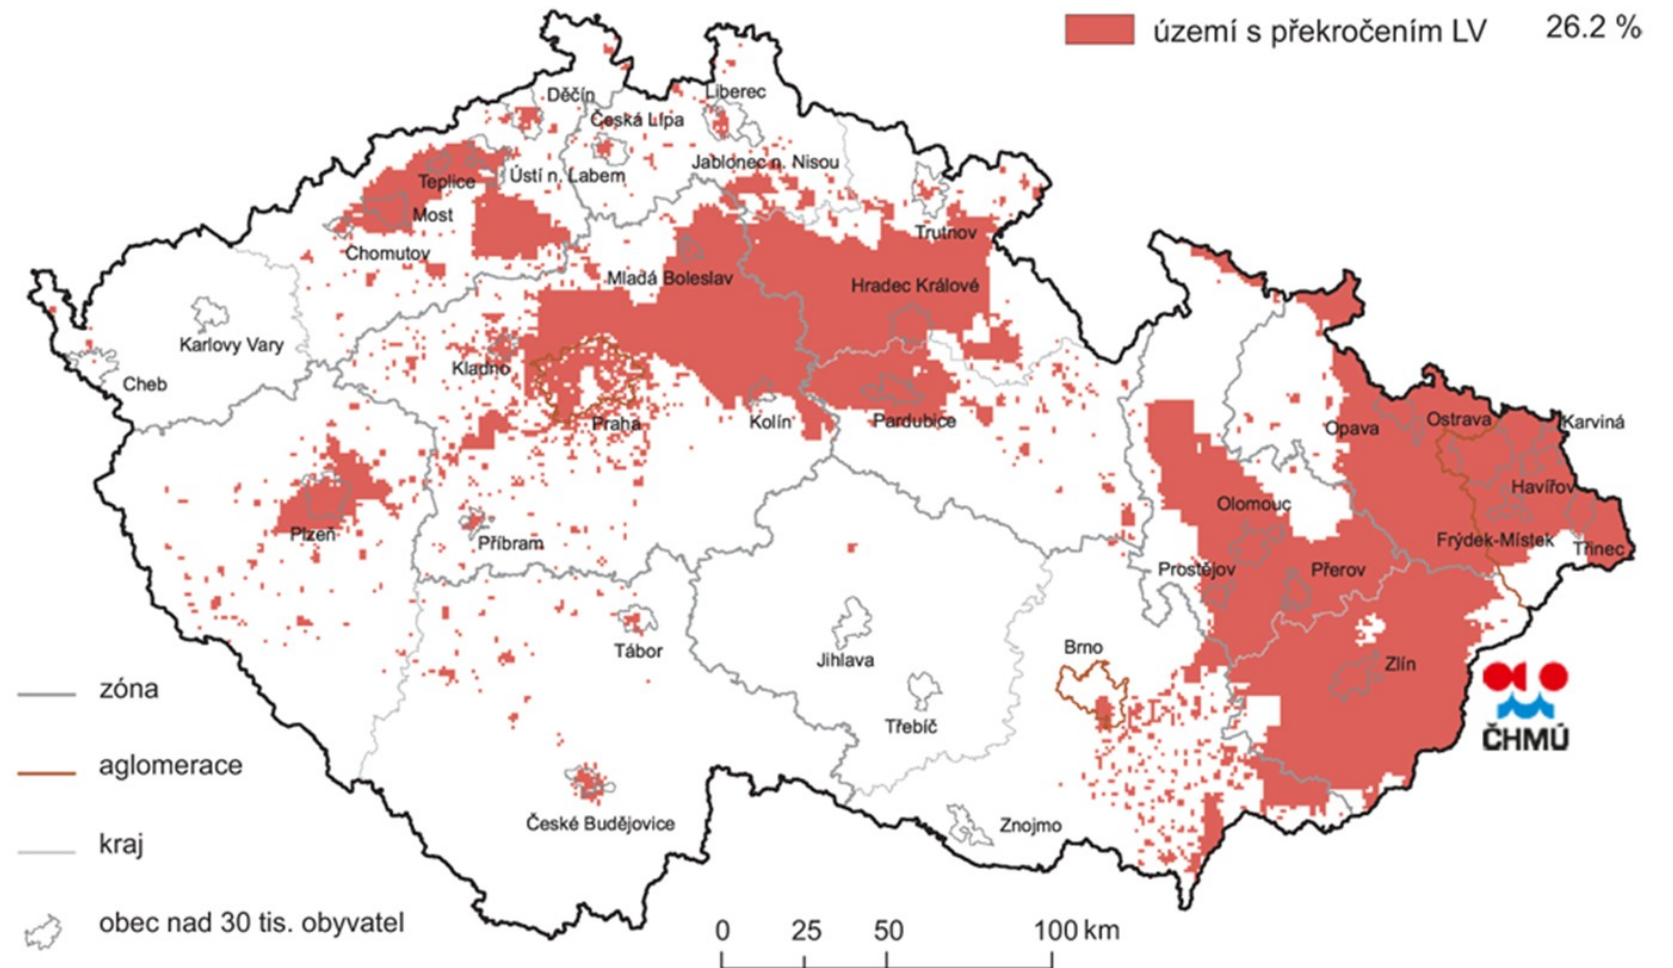 území s překročením LV 26.2 %
Děčín
Liberec
Česká Lípa
Jablonec n. Nisou
Teplice
Ústí n. Labem
Most
Trutnov
Chomutov
Mladá Boleslav
Hradec Králové
Karlovy Vary
Kladno
Cheb
Praha
Kolín
Pardubice
Opava
Ostrava
Karviná
Havířov
Olomouc
Plzeň
Příbram
Frýdek-Místek
Třinec
Prostějov
Přerov
Tábor
Jihlava
Brno
Zlín
Třebíč
České Budějovice
Znojmo
ČHMÚ
zóna
aglomerace
kraj
obec nad 30 tis. obyvatel
0 25 50 100 km